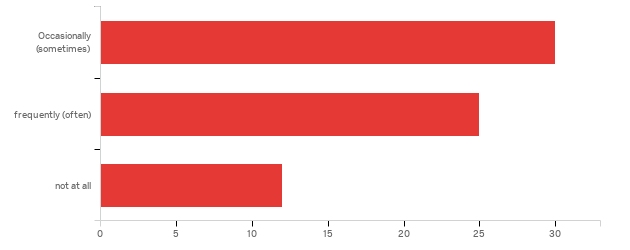 Occasionally
(sometimes)
frequently (often)
not at all
0 5 10 15 20 25 30